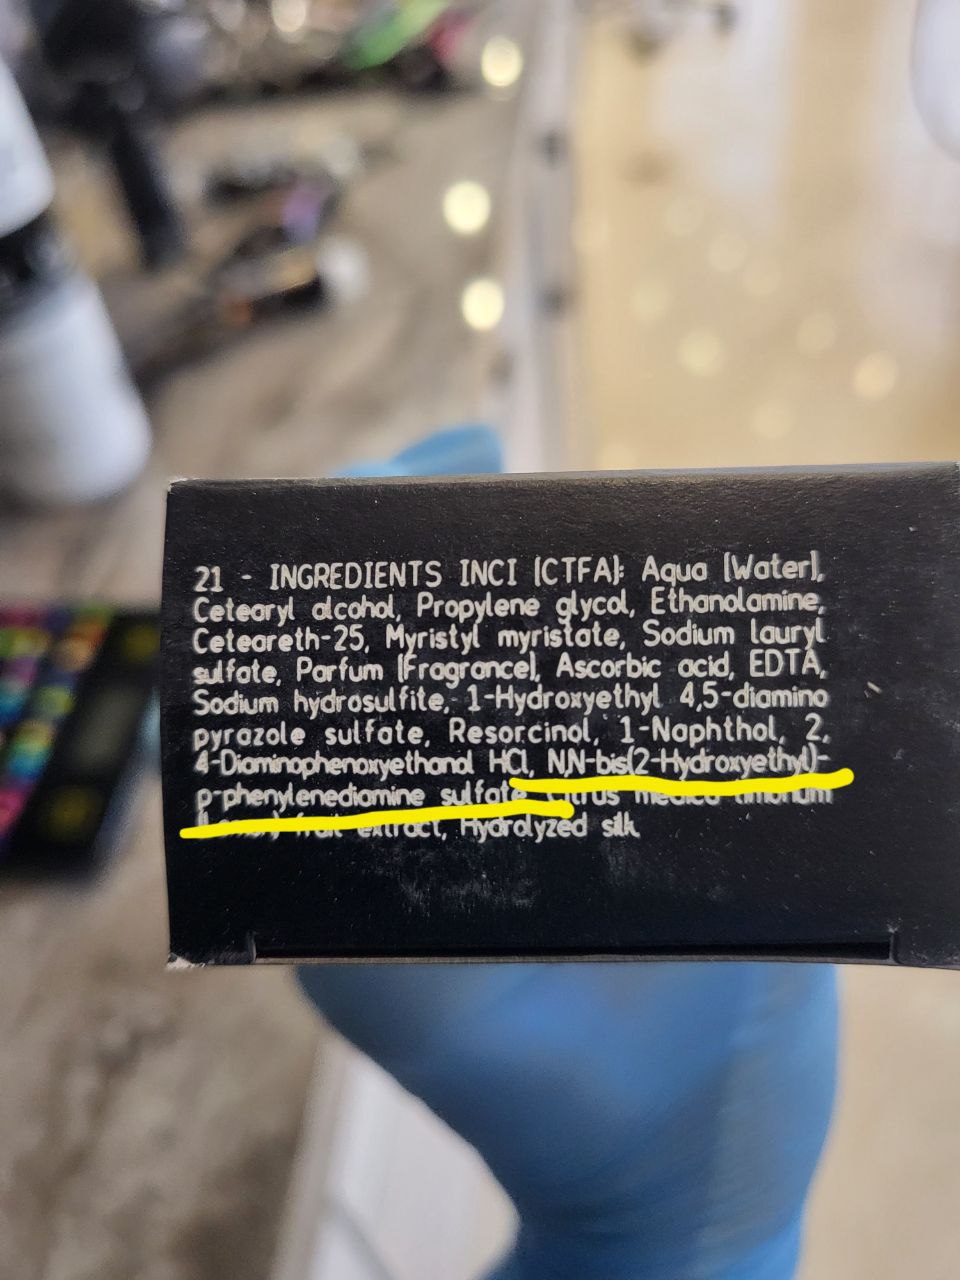 21 - INGREDIENTS INCI (CTFA): Aqua (Water),
Cetearyl alcohol, Propylene glycol, Ethanolamine,
Ceteareth-25, Myristyl myristate, Sodium lauryl
sulfate, Parfum (Fragrance), Ascorbic acid, EDTA,
Sodium hydrosulfite, 1-Hydroxyethyl 4,5-diamino
pyrazole sulfate, Resorcinol, 1-Naphthol, 2,
4-Diaminophenoxyethanol HCl, N,N-bis(2-Hydroxyethyl)-
p-phenylenediamine sulfate Citrus medica limonum
fruit extract, Hydrolyzed silk